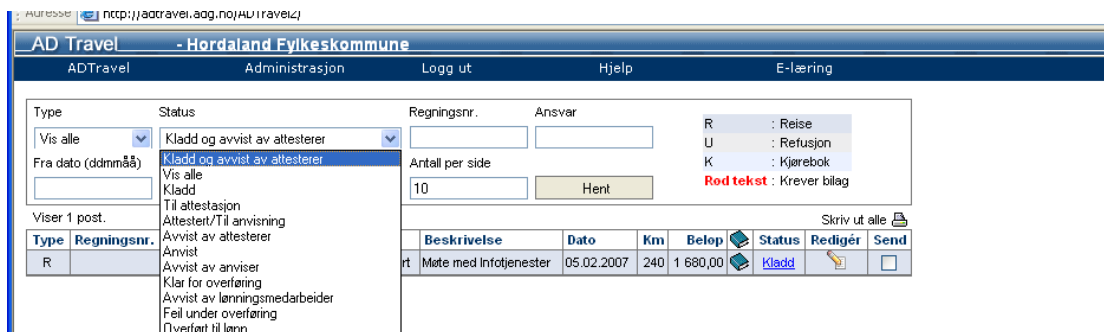 Adresse http://adtravel.adg.no/ADTravel2/
AD Travel - Hordaland Fylkeskommune
ADTravel Administrasjon Logg ut Hjelp E-læring
Type Status Regningsnr. Ansvar
Vis alle Kladd og avvist av attesterer
Fra dato (ddmmåå) Antall per side
10 Hent
Kladd og avvist av attesterer
Vis alle
Kladd
Til attestasjon
Attestert/Til anvisning
Avvist av attesterer
Anvist
Avvist av anviser
Klar for overføring
Avvist av lønningsmedarbeider
Feil under overføring
Overført til lønn
R : Reise
U : Refusjon
K : Kjørebok
Rød tekst : Krever bilag
Viser 1 post. Skriv ut alle
Type Regningsnr. Beskrivelse Dato Km Beløp Status Redigér Send
R rt Møte med Infotjenester 05.02.2007 240 1 680,00 Kladd